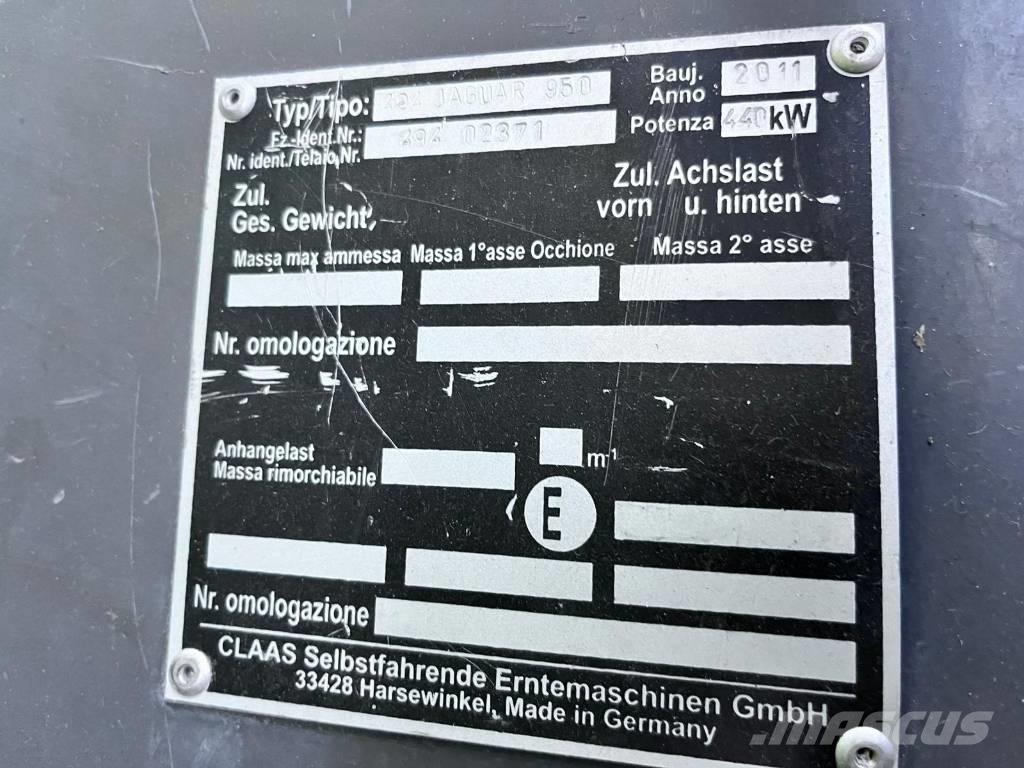 Typ/Tipo: 494 JAGUAR 950
Bauj. Anno 2011
Fz.-Ident.Nr.: Nr. ident./Telaio Nr. 494 02371
Potenza 440 kW
Zul. Ges. Gewicht
Zul. Achslast
vorn u. hinten
Massa max ammessa Massa 1°asse Occhione Massa 2° asse
Nr. omologazione
Anhangelast
Massa rimorchiabile
m-1
E
Nr. omologazione
CLAAS Selbstfahrende Erntemaschinen GmbH
33428 Harsewinkel, Made in Germany
MASCUS